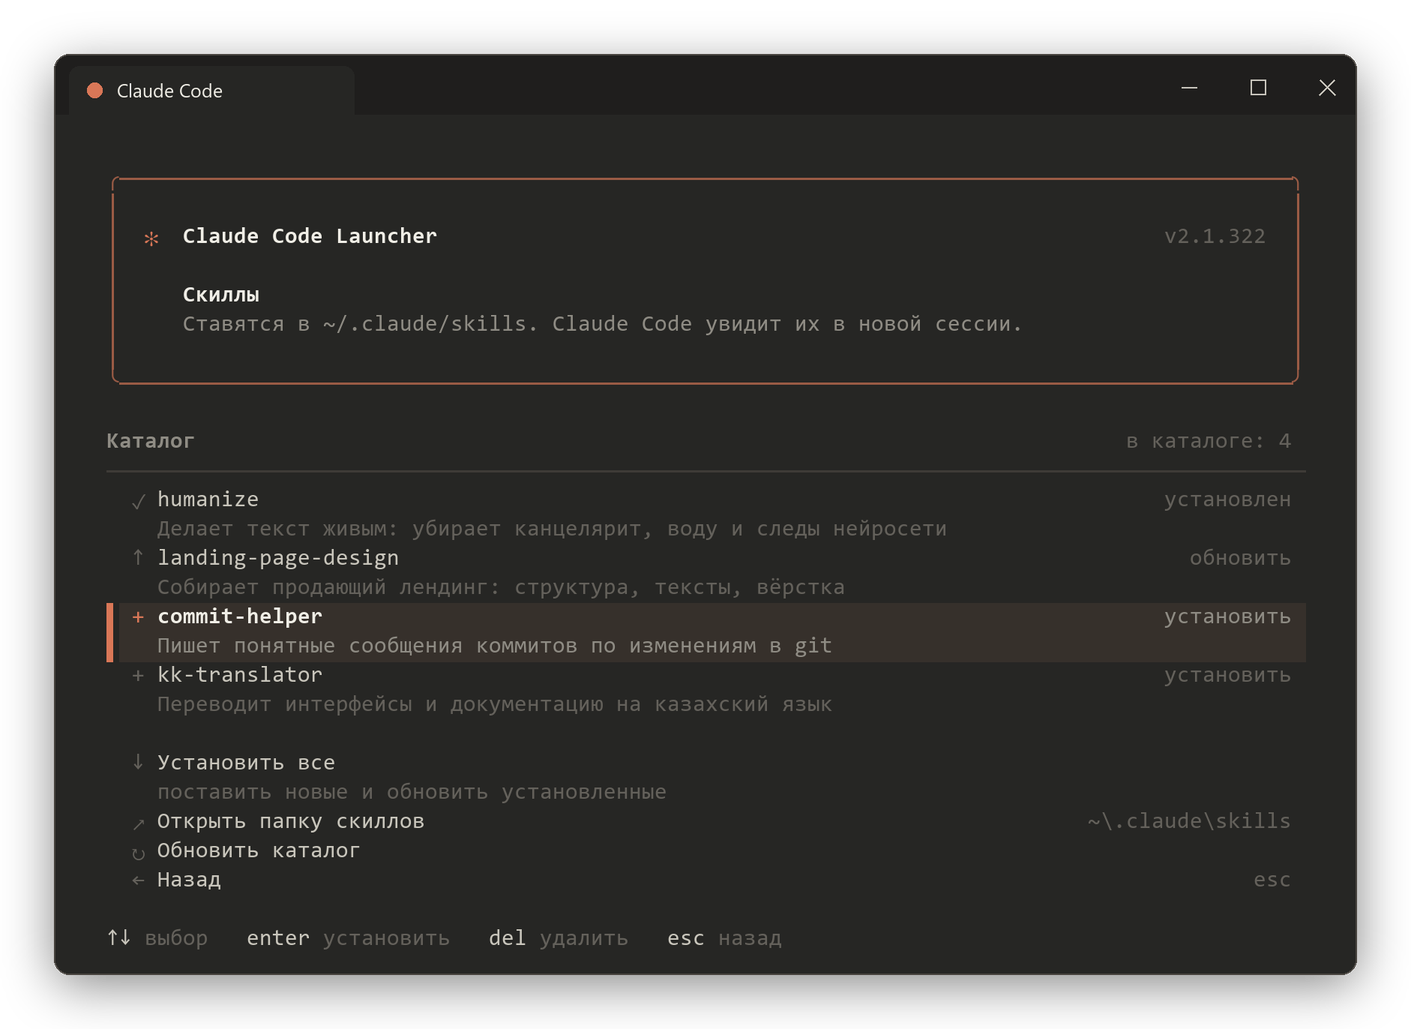 Claude Code
✻ Claude Code Launcher v2.1.322
Скиллы
Ставятся в ~/.claude/skills. Claude Code увидит их в новой сессии.
Каталог в каталоге: 4
✓ humanize установлен
Делает текст живым: убирает канцелярит, воду и следы нейросети
↑ landing-page-design обновить
Собирает продающий лендинг: структура, тексты, вёрстка
+ commit-helper установить
Пишет понятные сообщения коммитов по изменениям в git
+ kk-translator установить
Переводит интерфейсы и документацию на казахский язык
↓ Установить все
поставить новые и обновить установленные
↗ Открыть папку скиллов ~\.claude\skills
↻ Обновить каталог
← Назад esc
↑↓ выбор enter установить del удалить esc назад